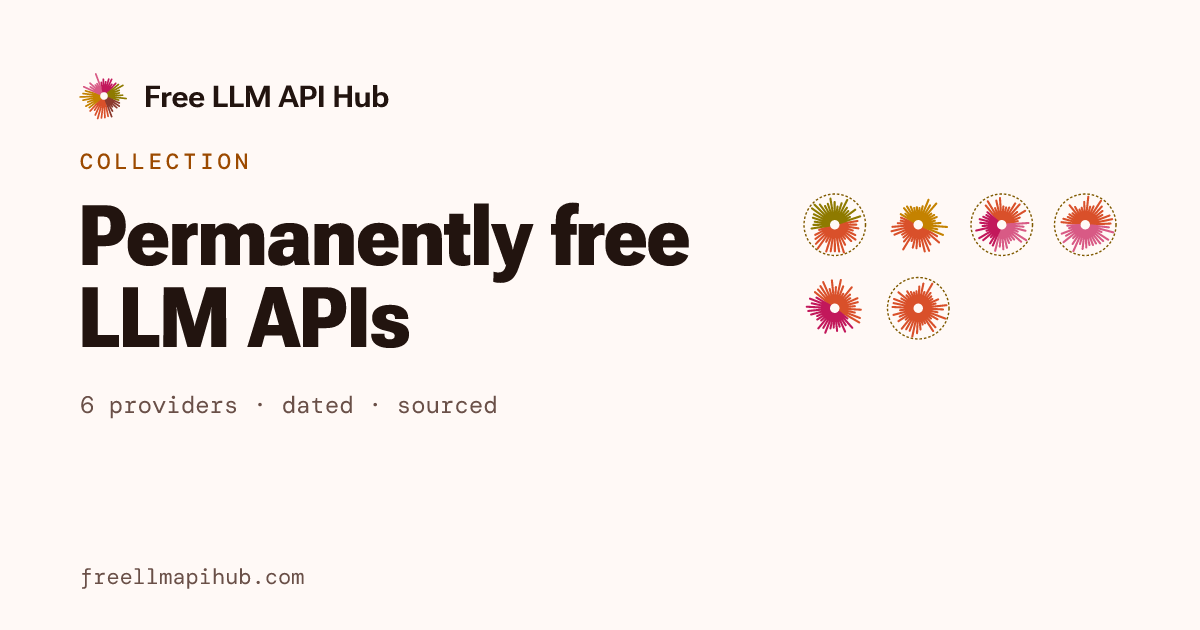 Free LLM API Hub
COLLECTION
Permanently free
LLM APIs
6 providers · dated · sourced
freellmapihub.com